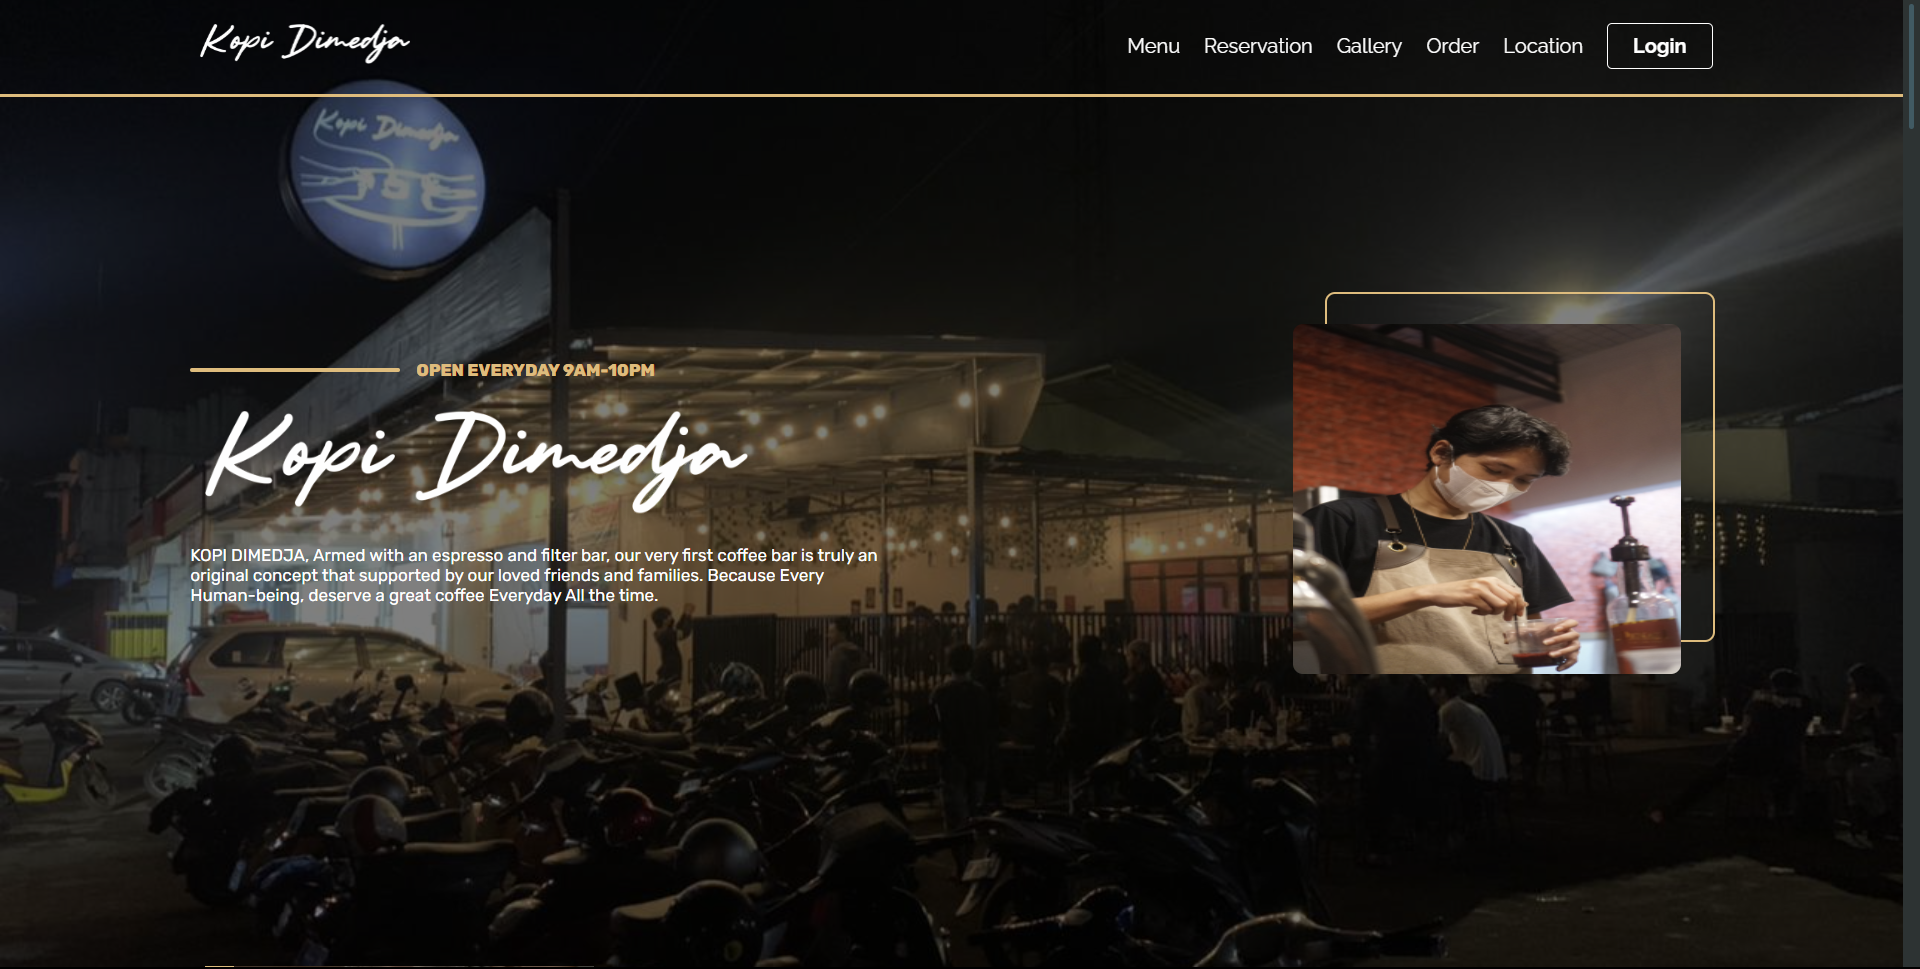 Kopi Dimedja
Menu Reservation Gallery Order Location Login
Kopi Dimedja
OPEN EVERYDAY 9AM-10PM
Kopi Dimedja
KOPI DIMEDJA, Armed with an espresso and filter bar, our very first coffee bar is truly an
original concept that supported by our loved friends and families. Because Every
Human-being, deserve a great coffee Everyday All the time.